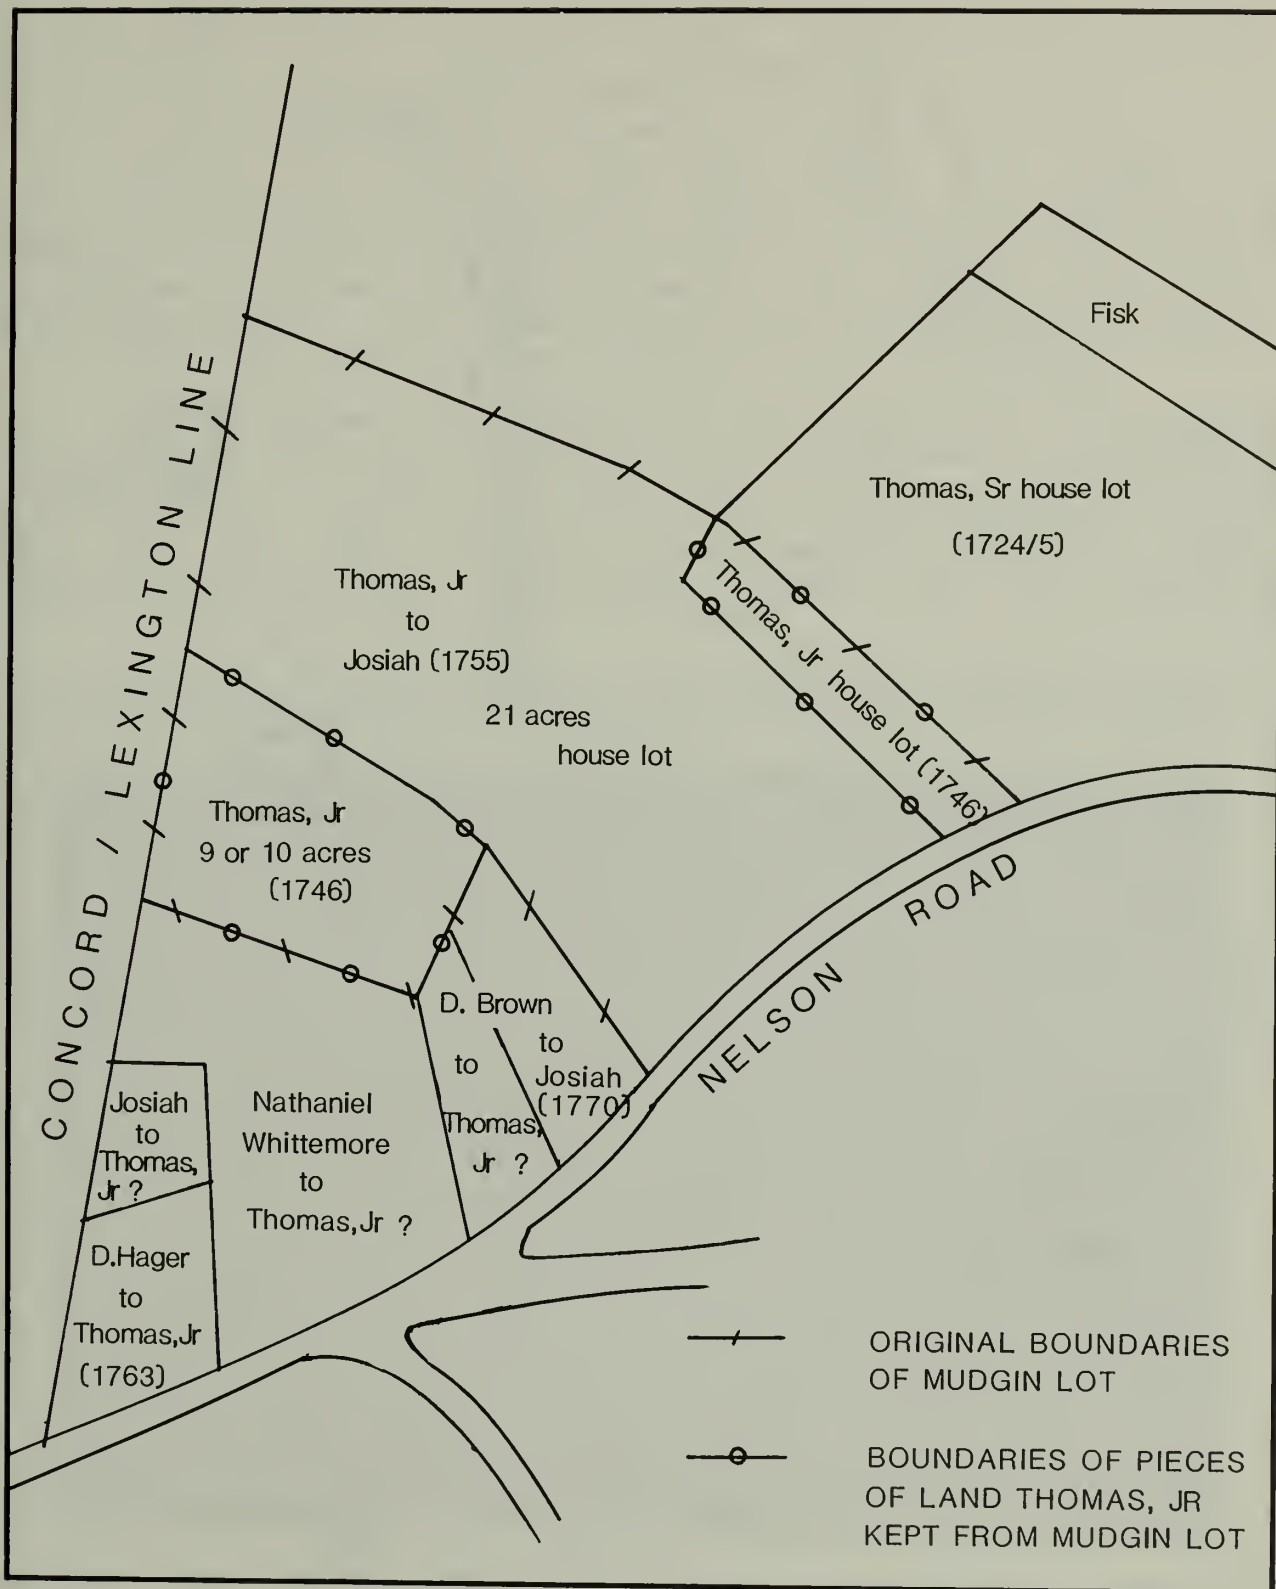 CONCORD / LEXINGTON LINE
Fisk
Thomas, Sr house lot
(1724/5)
Thomas, Jr house lot (1746)
Thomas, Jr
to
Josiah (1755)
21 acres
house lot
Thomas, Jr
9 or 10 acres
(1746)
NELSON ROAD
D. Brown
to
Thomas,
Jr ?
to
Josiah
(1770)
Josiah
to
Thomas,
Jr ?
Nathaniel
Whittemore
to
Thomas,Jr ?
D.Hager
to
Thomas,Jr
(1763)
ORIGINAL BOUNDARIES
OF MUDGIN LOT
BOUNDARIES OF PIECES
OF LAND THOMAS, JR
KEPT FROM MUDGIN LOT